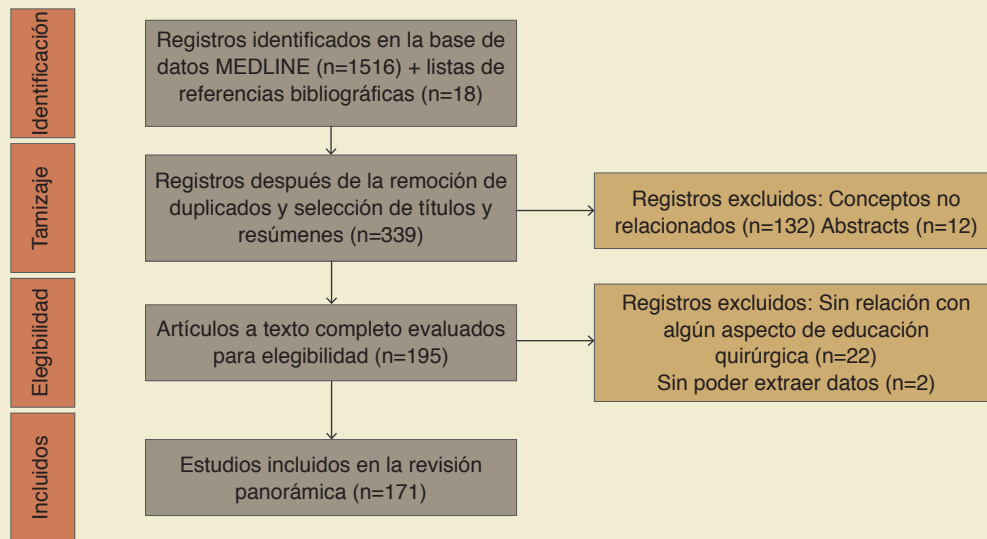 Identificación
Registros identificados en la base de
datos MEDLINE (n=1516) + listas de
referencias bibliográficas (n=18)
Tamizaje
Registros después de la remoción de
duplicados y selección de títulos y
resúmenes (n=339)
Registros excluidos: Conceptos no
relacionados (n=132) Abstracts (n=12)
Elegibilidad
Artículos a texto completo evaluados
para elegibilidad (n=195)
Registros excluidos: Sin relación con
algún aspecto de educación
quirúrgica (n=22)
Sin poder extraer datos (n=2)
Incluidos
Estudios incluidos en la revisión
panorámica (n=171)